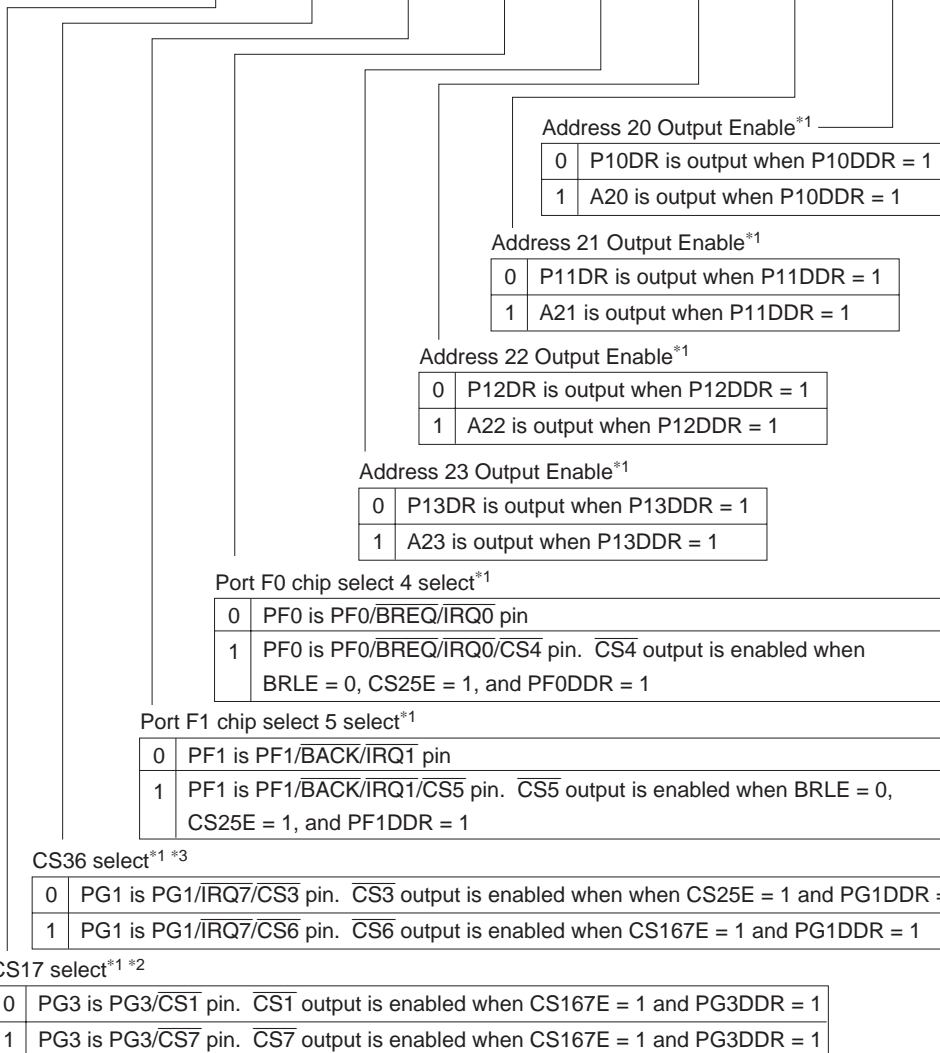 Address 20 Output Enable*1
0 P10DR is output when P10DDR = 1
1 A20 is output when P10DDR = 1
Address 21 Output Enable*1
0 P11DR is output when P11DDR = 1
1 A21 is output when P11DDR = 1
Address 22 Output Enable*1
0 P12DR is output when P12DDR = 1
1 A22 is output when P12DDR = 1
Address 23 Output Enable*1
0 P13DR is output when P13DDR = 1
1 A23 is output when P13DDR = 1
Port F0 chip select 4 select*1
0 PF0 is PF0/BREQ/IRQ0 pin
1 PF0 is PF0/BREQ/IRQ0/CS4 pin. CS4 output is enabled when
BRLE = 0, CS25E = 1, and PF0DDR = 1
Port F1 chip select 5 select*1
0 PF1 is PF1/BACK/IRQ1 pin
1 PF1 is PF1/BACK/IRQ1/CS5 pin. CS5 output is enabled when BRLE = 0,
CS25E = 1, and PF1DDR = 1
CS36 select*1 *3
0 PG1 is PG1/IRQ7/CS3 pin. CS3 output is enabled when when CS25E = 1 and PG1DDR =
1 PG1 is PG1/IRQ7/CS6 pin. CS6 output is enabled when CS167E = 1 and PG1DDR = 1
CS17 select*1 *2
0 PG3 is PG3/CS1 pin. CS1 output is enabled when CS167E = 1 and PG3DDR = 1
1 PG3 is PG3/CS7 pin. CS7 output is enabled when CS167E = 1 and PG3DDR = 1